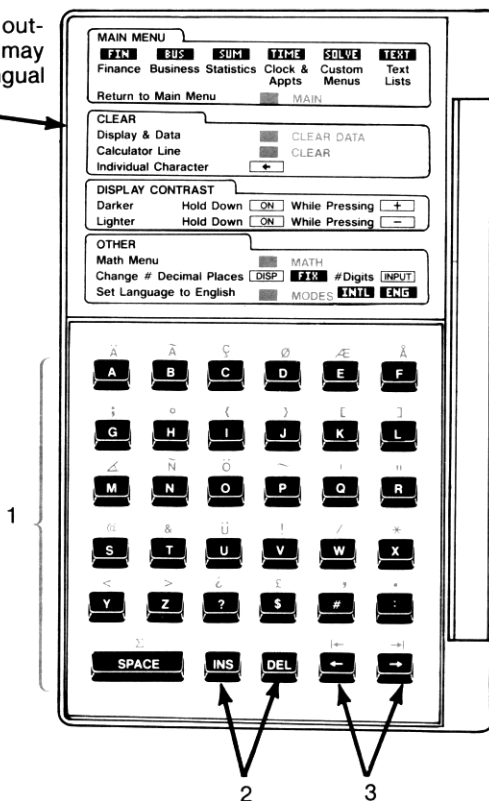 out-
may
ngual
MAIN MENU
FIN BUS SUM TIME SOLVE TEXT
Finance Business Statistics Clock & Custom Text
Appts Menus Lists
Return to Main Menu MAIN
CLEAR
Display & Data CLEAR DATA
Calculator Line CLEAR
Individual Character ←
DISPLAY CONTRAST
Darker Hold Down ON While Pressing +
Lighter Hold Down ON While Pressing −
OTHER
Math Menu MATH
Change # Decimal Places DISP FIX #Digits INPUT
Set Language to English MODES INTL ENG
Ä Ã Ç Ø Æ Å
A B C D E F
; o { } [ ]
G H I J K L
∡ Ñ Ö ~ ' "
M N O P Q R
@ & Ü ! / *
S T U V W X
< > ¿ £ , .
Y Z ? $ # :
Σ |← →|
SPACE INS DEL ← →
1
2 3